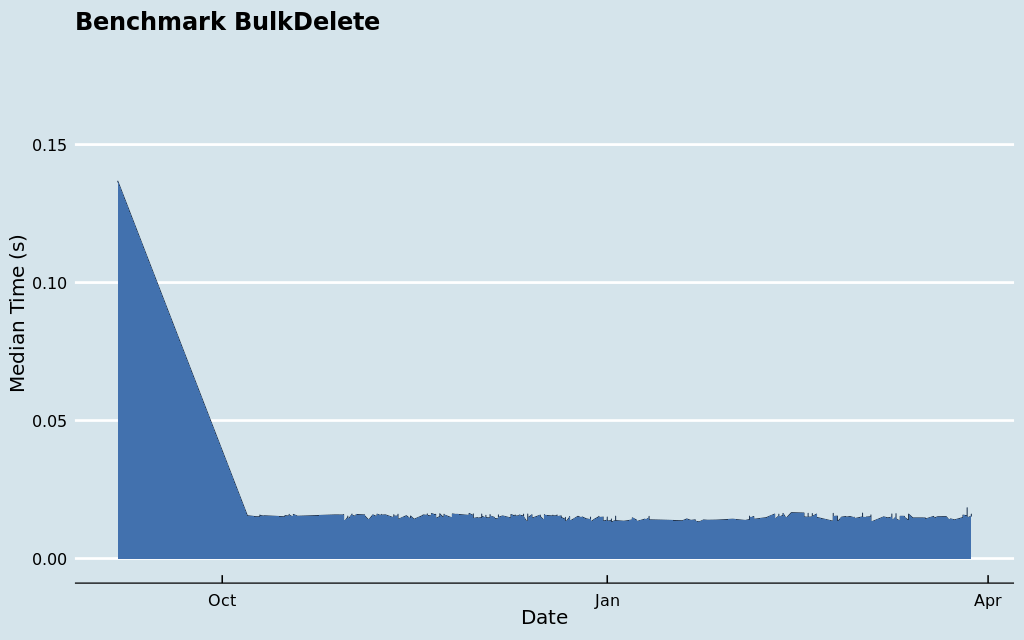 Benchmark BulkDelete
0.15
0.10
0.05
0.00
Median Time (s)
Oct
Jan
Apr
Date